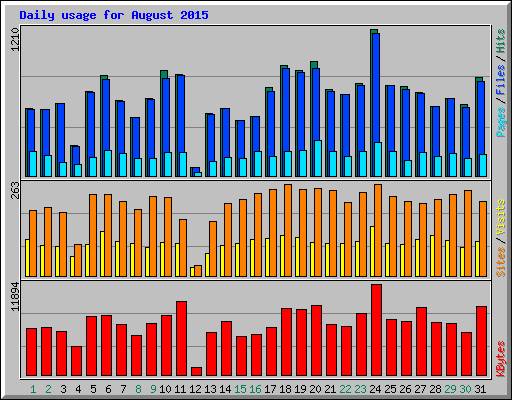 Daily usage for August 2015
1210
Pages / Files / Hits
263
Sites / Visits
11894
KBytes
1 2 3 4 5 6 7 8 9 10 11 12 13 14 15 16 17 18 19 20 21 22 23 24 25 26 27 28 29 30 31